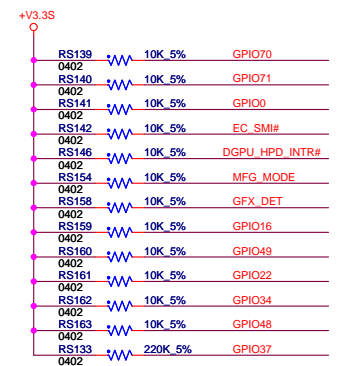 +V3.3S
RS139 10K_5% GPIO70
0402
RS140 10K_5% GPIO71
0402
RS141 10K_5% GPIO0
0402
RS142 10K_5% EC_SMI#
0402
RS146 10K_5% DGPU_HPD_INTR#
0402
RS154 10K_5% MFG_MODE
0402
RS158 10K_5% GFX_DET
0402
RS159 10K_5% GPIO16
0402
RS160 10K_5% GPIO49
0402
RS161 10K_5% GPIO22
0402
RS162 10K_5% GPIO34
0402
RS163 10K_5% GPIO48
0402
RS133 220K_5% GPIO37
0402